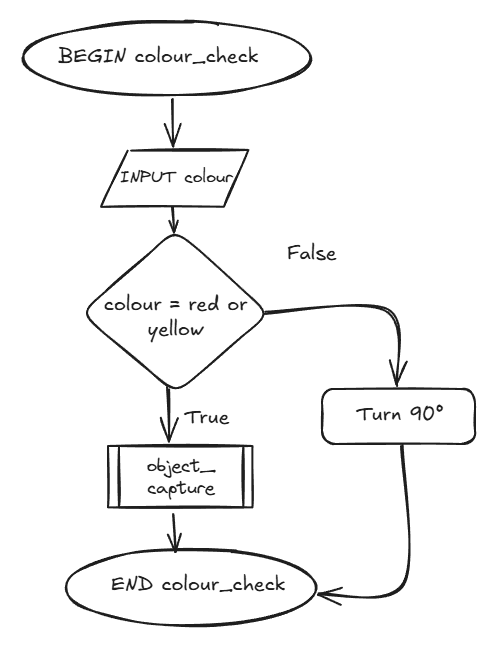 BEGIN colour_check
INPUT colour
False
colour = red or
yellow
True
Turn 90°
object_
capture
END colour_check